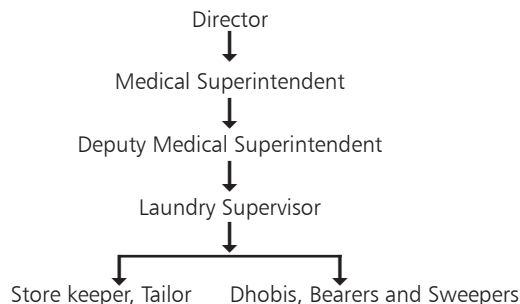 Director
Medical Superintendent
Deputy Medical Superintendent
Laundry Supervisor
Store keeper, Tailor Dhobis, Bearers and Sweepers